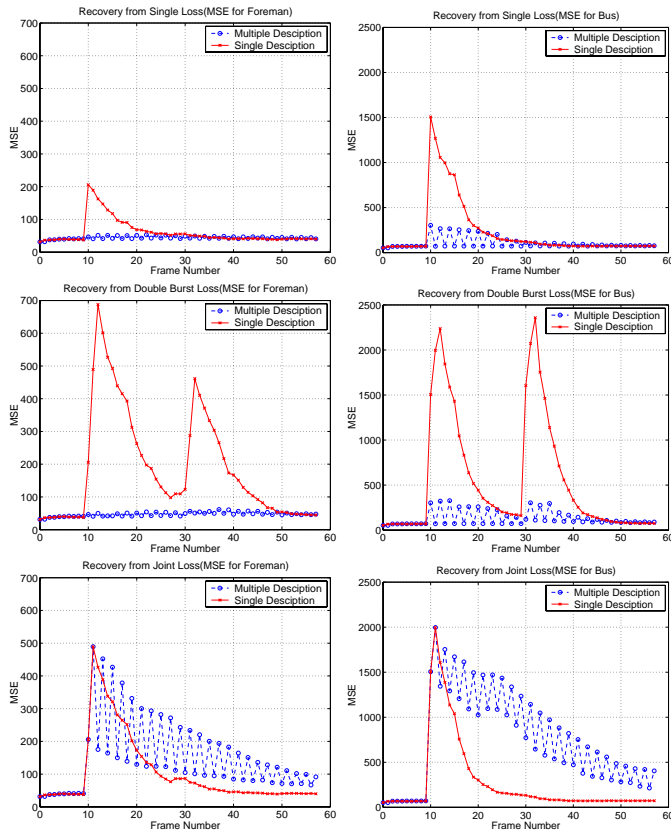 Recovery from Single Loss(MSE for Foreman)
700
600
500
400
300
200
100
0
MSE
Multiple Desciption
Single Desciption
0 10 20 30 40 50 60
Frame Number
Recovery from Single Loss(MSE for Bus)
2500
2000
1500
1000
500
0
MSE
Multiple Desciption
Single Desciption
0 10 20 30 40 50 60
Frame Number
Recovery from Double Burst Loss(MSE for Foreman)
700
600
500
400
300
200
100
0
MSE
Multiple Desciption
Single Desciption
0 10 20 30 40 50 60
Frame Number
Recovery from Double Burst Loss(MSE for Bus)
2500
2000
1500
1000
500
0
MSE
Multiple Desciption
Single Desciption
0 10 20 30 40 50 60
Frame Number
Recovery from Joint Loss(MSE for Foreman)
700
600
500
400
300
200
100
0
MSE
Multiple Desciption
Single Desciption
0 10 20 30 40 50 60
Frame Number
Recovery from Joint Loss(MSE for Bus)
2500
2000
1500
1000
500
0
MSE
Multiple Desciption
Single Desciption
0 10 20 30 40 50 60
Frame Number